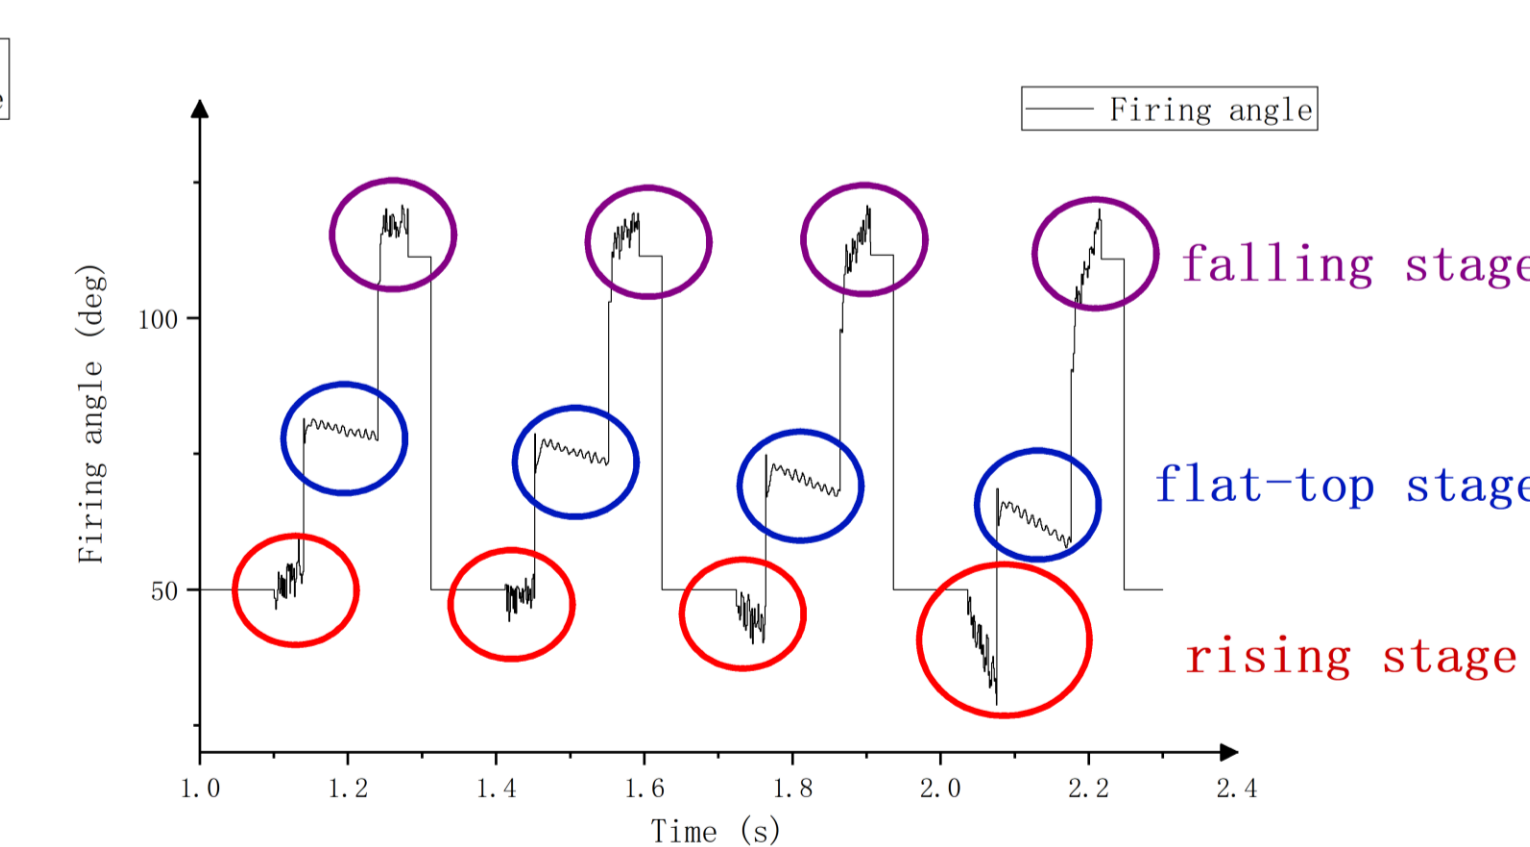 Firing angle
falling stage
100
Firing angle (deg)
flat-top stage
50
rising stage
1.0 1.2 1.4 1.6 1.8 2.0 2.2 2.4
Time (s)